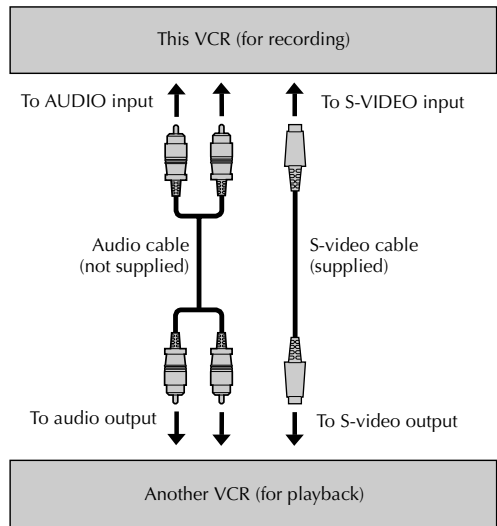 This VCR (for recording)
To AUDIO input
To S-VIDEO input
Audio cable
(not supplied)
S-video cable
(supplied)
To audio output
To S-video output
Another VCR (for playback)